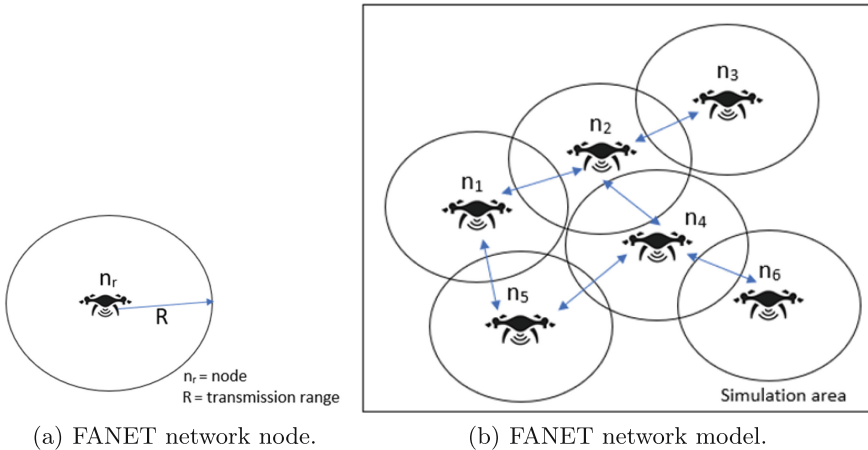 n₃
n₂
n₁
n₄
nᵣ
n₆
n₅
R
nᵣ = node
R = transmission range
Simulation area
(a) FANET network node.
(b) FANET network model.